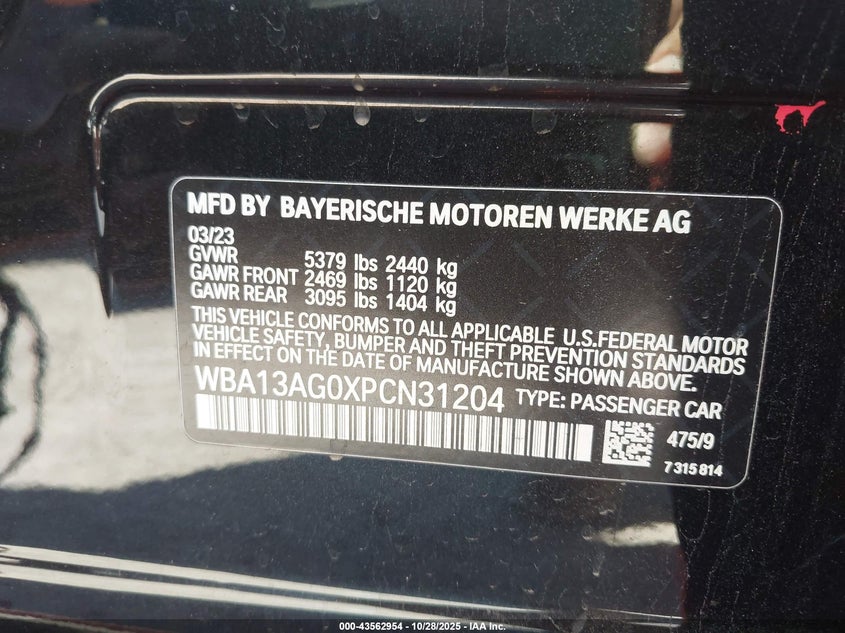 MFD BY BAYERISCHE MOTOREN WERKE AG
03/23
GVWR 5379 lbs 2440 kg
GAWR FRONT 2469 lbs 1120 kg
GAWR REAR 3095 lbs 1404 kg
THIS VEHICLE CONFORMS TO ALL APPLICABLE U.S.FEDERAL MOTOR
VEHICLE SAFETY, BUMPER AND THEFT PREVENTION STANDARDS
IN EFFECT ON THE DATE OF MANUFACTURE SHOWN ABOVE.
WBA13AG0XPCN31204 TYPE: PASSENGER CAR
475/9
7315814
000-43562954 - 10/28/2025 - IAA Inc.